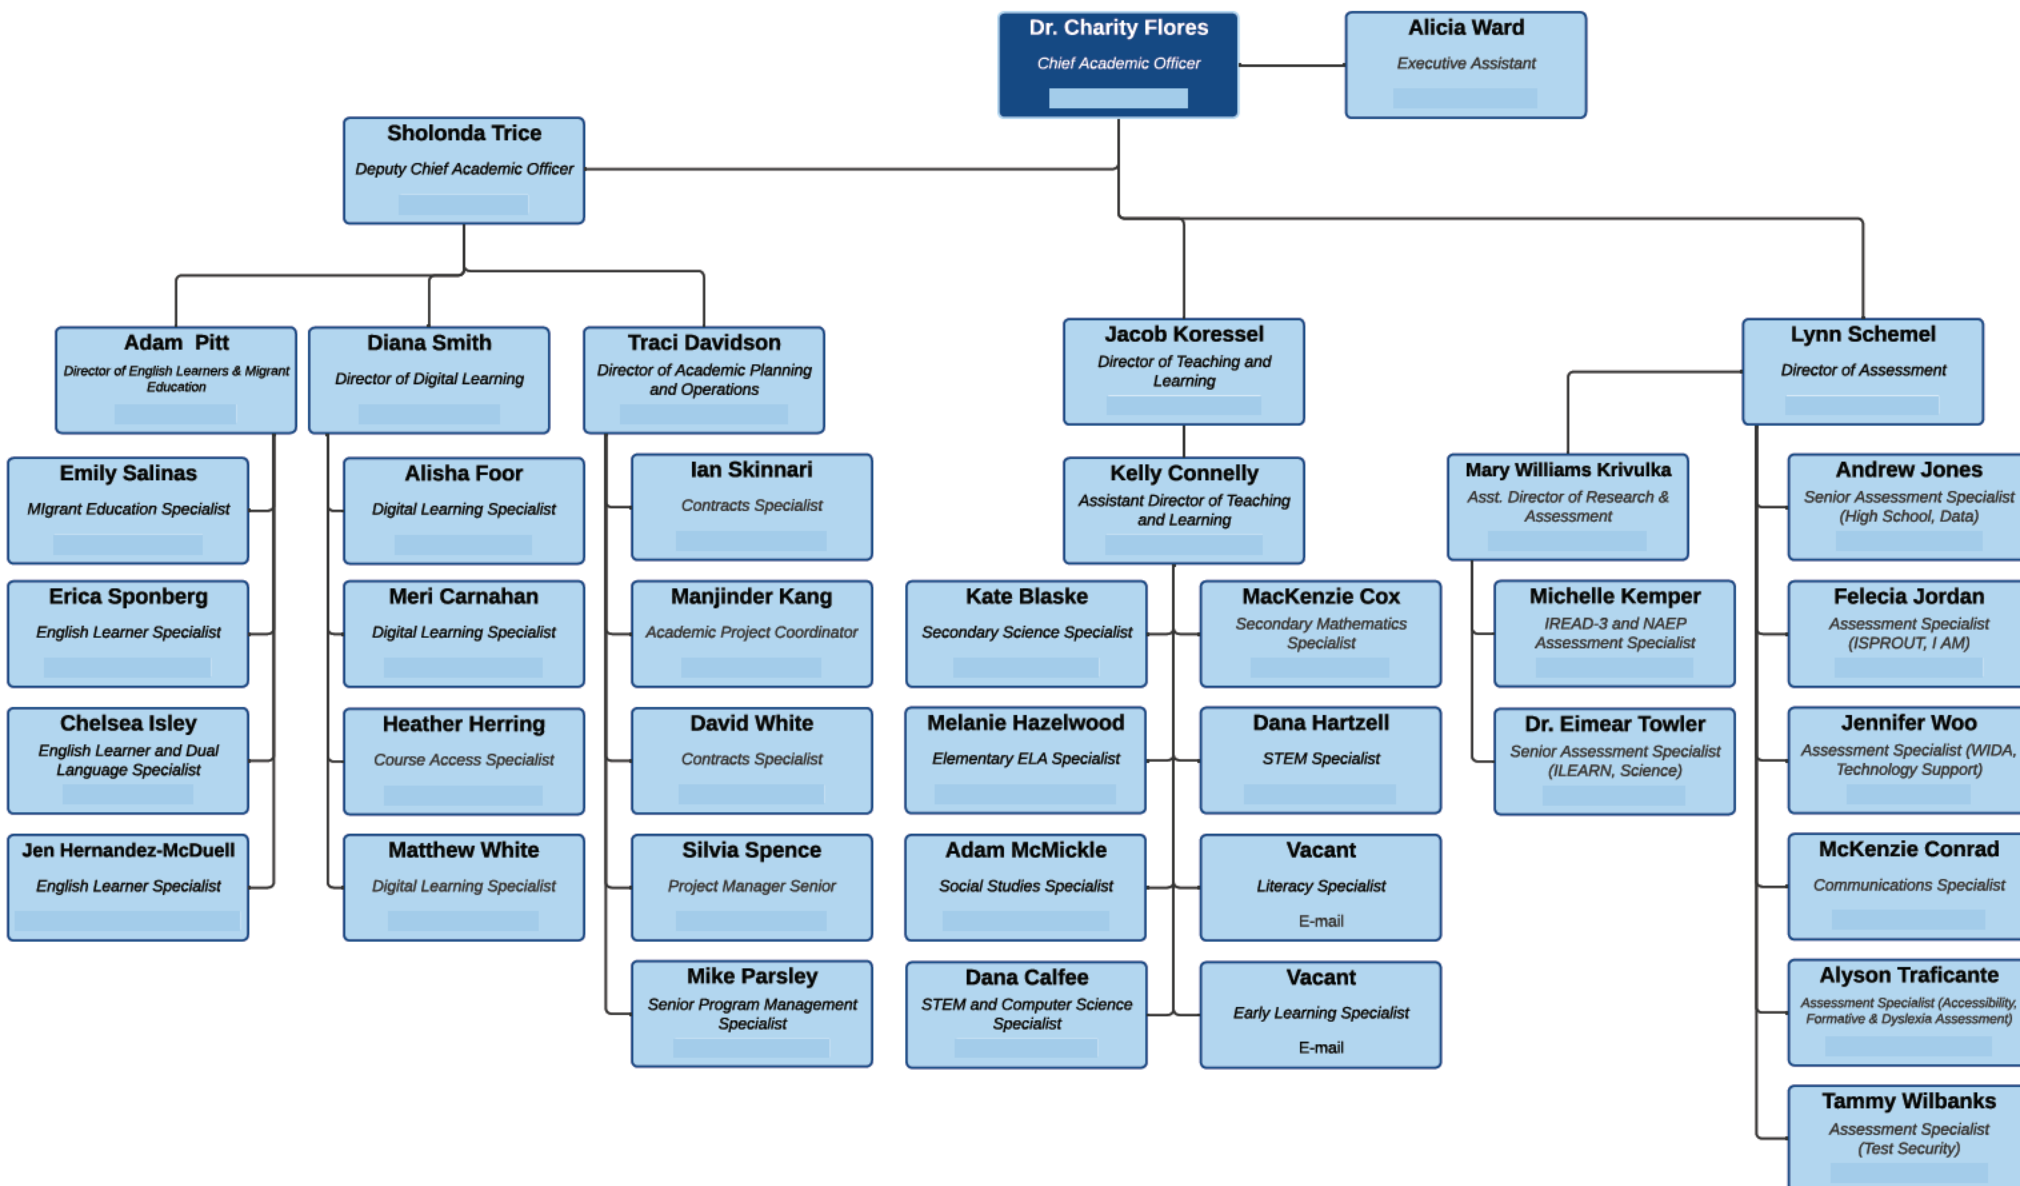 Dr. Charity Flores
Chief Academic Officer
Alicia Ward
Executive Assistant
Sholonda Trice
Deputy Chief Academic Officer
Adam  Pitt
Director of English Learners & Migrant
Education
Diana Smith
Director of Digital Learning
Traci Davidson
Director of Academic Planning
and Operations
Jacob Koressel
Director of Teaching and
Learning
Lynn Schemel
Director of Assessment
Emily Salinas
MIgrant Education Specialist
Erica Sponberg
English Learner Specialist
Chelsea Isley
English Learner and Dual
Language Specialist
Jen Hernandez-McDuell
English Learner Specialist
Alisha Foor
Digital Learning Specialist
Meri Carnahan
Digital Learning Specialist
Heather Herring
Course Access Specialist
Matthew White
Digital Learning Specialist
Ian Skinnari
Contracts Specialist
Manjinder Kang
Academic Project Coordinator
David White
Contracts Specialist
Silvia Spence
Project Manager Senior
Mike Parsley
Senior Program Management
Specialist
Kelly Connelly
Assistant Director of Teaching
and Learning
Kate Blaske
Secondary Science Specialist
Melanie Hazelwood
Elementary ELA Specialist
Adam McMickle
Social Studies Specialist
Dana Calfee
STEM and Computer Science
Specialist
MacKenzie Cox
Secondary Mathematics
Specialist
Dana Hartzell
STEM Specialist
Vacant
Literacy Specialist
E-mail
Vacant
Early Learning Specialist
E-mail
Mary Williams Krivulka
Asst. Director of Research &
Assessment
Michelle Kemper
IREAD-3 and NAEP
Assessment Specialist
Dr. Eimear Towler
Senior Assessment Specialist
(ILEARN, Science)
Andrew Jones
Senior Assessment Specialist
(High School, Data)
Felecia Jordan
Assessment Specialist
(ISPROUT, I AM)
Jennifer Woo
Assessment Specialist (WIDA,
Technology Support)
McKenzie Conrad
Communications Specialist
Alyson Traficante
Assessment Specialist (Accessibility,
Formative & Dyslexia Assessment)
Tammy Wilbanks
Assessment Specialist
(Test Security)